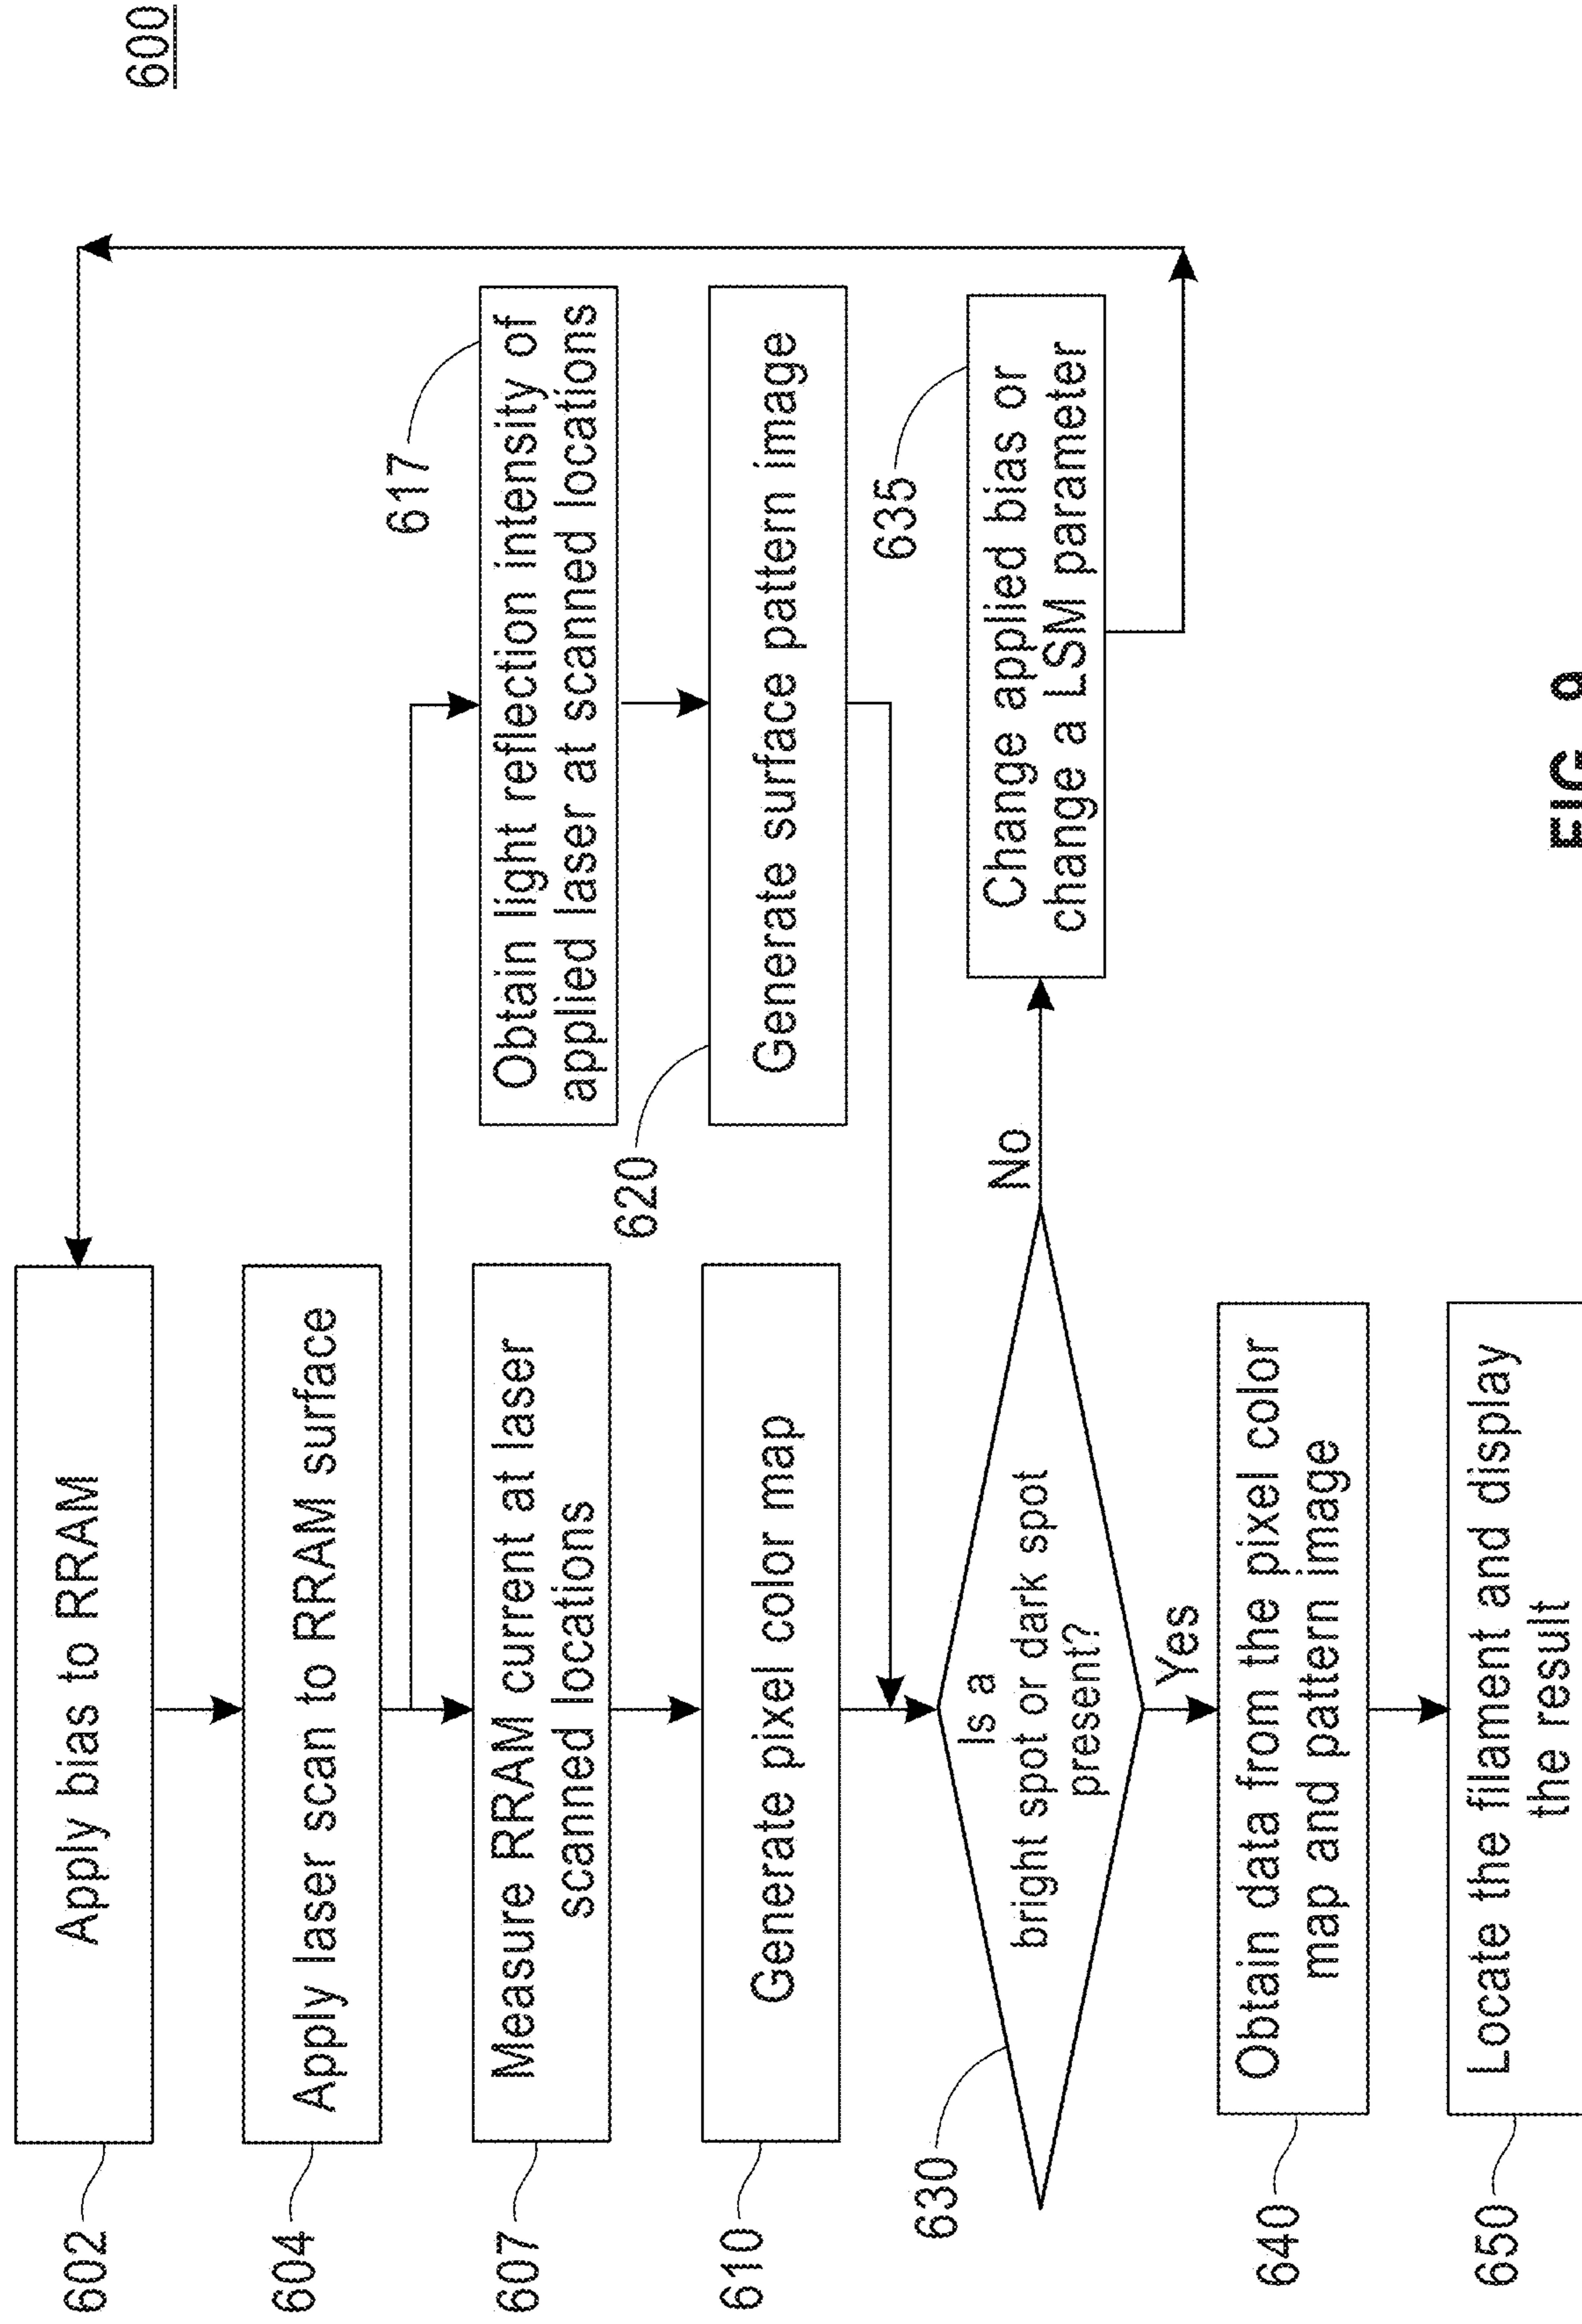 600
602
Apply bias to RRAM
604
Apply laser scan to RRAM surface
607
Measure RRAM current at laser
scanned locations
617
Obtain light reflection intensity of
applied laser at scanned locations
610
Generate pixel color map
620
Generate surface pattern image
630
Is a
bright spot or dark spot
present?
No
635
Change applied bias or
change a LSM parameter
Yes
640
Obtain data from the pixel color
map and pattern image
650
Locate the filament and display
the result